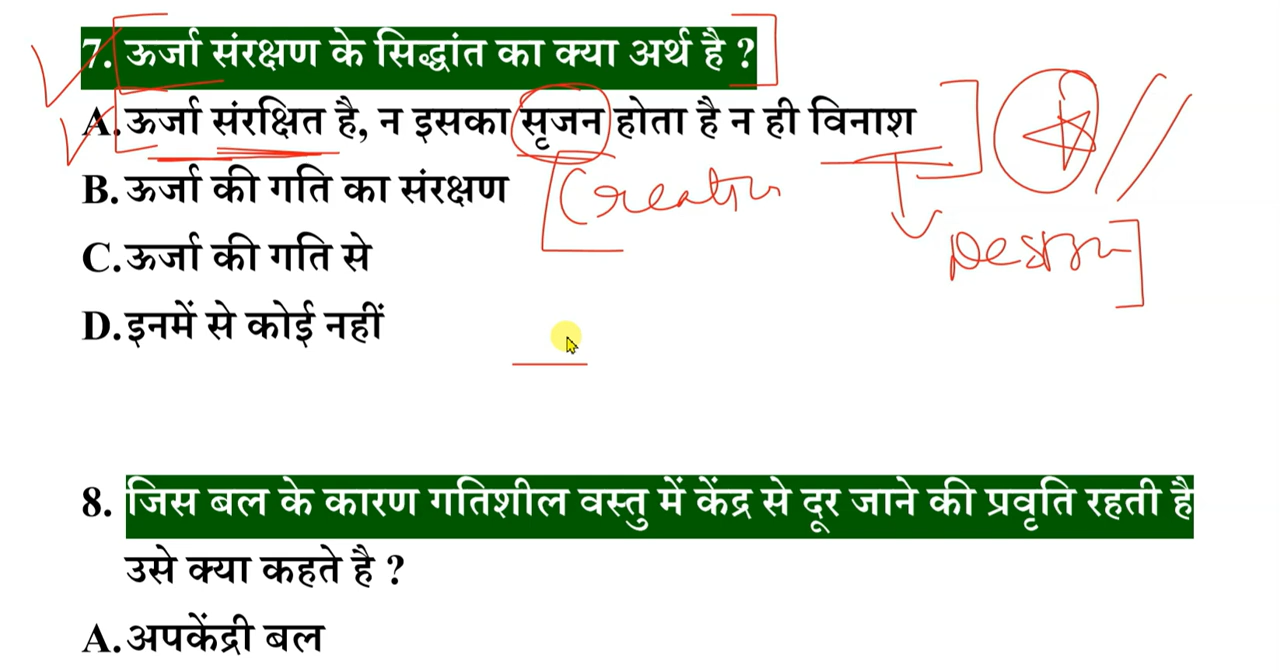 7. ऊर्जा संरक्षण के सिद्धांत का क्या अर्थ है ?
A.ऊर्जा संरक्षित है, न इसका सृजन होता है न ही विनाश
B.ऊर्जा की गति का संरक्षण
C.ऊर्जा की गति से
D.इनमें से कोई नहीं
8. जिस बल के कारण गतिशील वस्तु में केंद्र से दूर जाने की प्रवृति रहती है
उसे क्या कहते है ?
A.अपकेंद्री बल